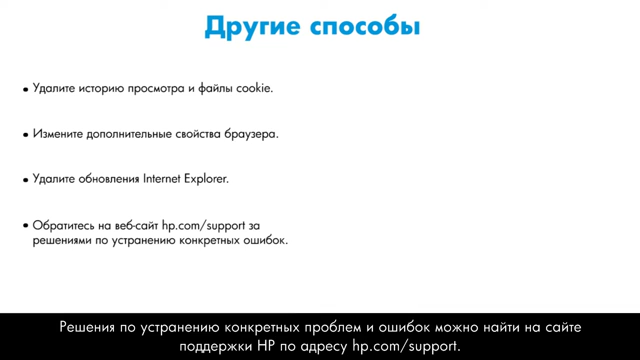 Другие способы
• Удалите историю просмотра и файлы cookie.
• Измените дополнительные свойства браузера.
• Удалите обновления Internet Explorer.
• Обратитесь на веб-сайт hp.com/support за
решениями по устранению конкретных ошибок.
Решения по устранению конкретных проблем и ошибок можно найти на сайте
поддержки HP по адресу hp.com/support.